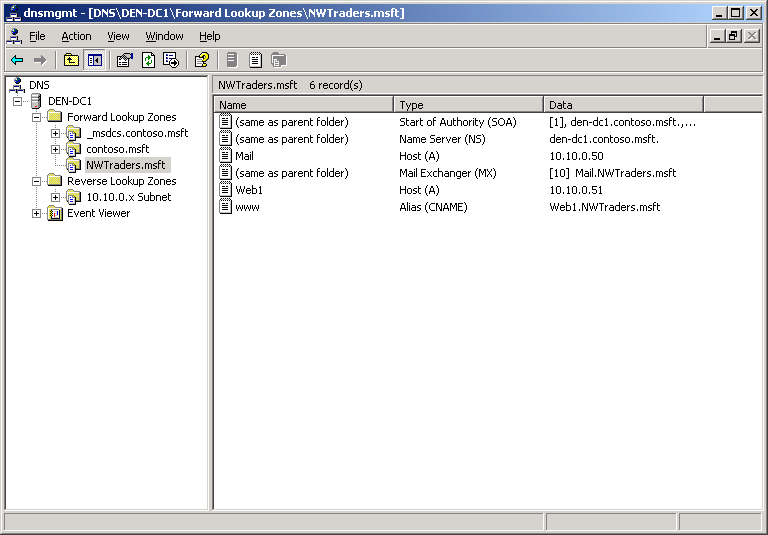 dnsmgmt - [DNS\DEN-DC1\Forward Lookup Zones\NWTraders.msft]
File Action View Window Help
DNS
DEN-DC1
Forward Lookup Zones
_msdcs.contoso.msft
contoso.msft
NWTraders.msft
Reverse Lookup Zones
10.10.0.x Subnet
Event Viewer
NWTraders.msft 6 record(s)
Name Type Data
(same as parent folder) Start of Authority (SOA) [1], den-dc1.contoso.msft.,...
(same as parent folder) Name Server (NS) den-dc1.contoso.msft.
Mail Host (A) 10.10.0.50
(same as parent folder) Mail Exchanger (MX) [10] Mail.NWTraders.msft
Web1 Host (A) 10.10.0.51
www Alias (CNAME) Web1.NWTraders.msft